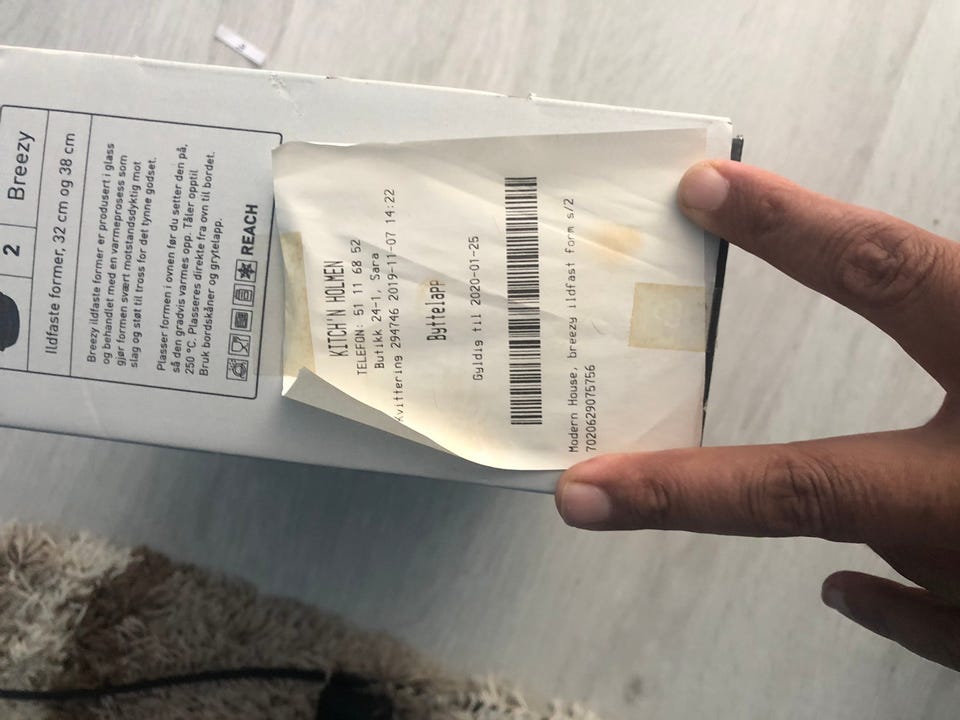 2 Breezy
Ildfaste former, 32 cm og 38 cm
Breezy ildfaste former er produsert i glass
og behandlet med en varmeprosess som
gjør formen svært motstandsdyktig mot
slag og støt til tross for det tynne godset.
Plasser formen i ovnen før du setter den på,
så den gradvis varmes opp. Tåler opptil
250 °C. Plasseres direkte fra ovn til bordet.
Bruk bordskåner og grytelapp.
REACH
KITCH'N HOLMEN
TELEFON: 51 11 68 52
Butikk 24-1, Sara
Kvittering 294746 2019-11-07 14:22
Byttelapp
Gyldig til 2020-01-25
Modern House, breezy ildfast form s/2
7020629075756